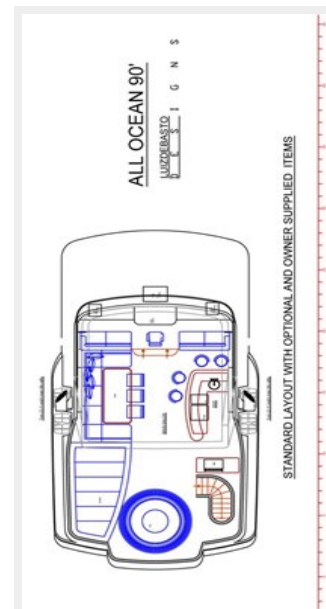 ALL OCEAN 90'
LUIZDEBASTO
D E S I G N S
STANDARD LAYOUT WITH OPTIONAL AND OWNER SUPPLIED ITEMS